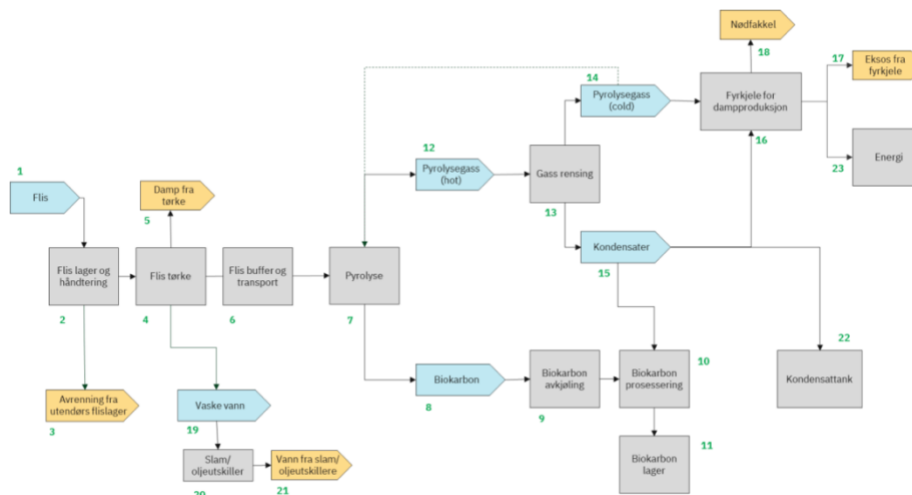 Nødfakkel
18
17
Eksos fra
fyrkjele
14
Pyrolysegass
(cold)
Fyrkjele for
dampproduksjon
16
Energi
23
12
Pyrolysegass
(hot)
Gass rensing
13
1
Flis
Damp fra
tørke
5
Kondensater
15
Flis lager og
håndtering
2
Flis tørke
4
Flis buffer og
transport
6
Pyrolyse
7
22
Kondensattank
Biokarbon
8
Biokarbon
avkjøling
9
Biokarbon
prosessering
10
Avrenning fra
utendørs flislager
3
Vaske vann
19
Biokarbon
lager
11
Slam/
oljeutskiller
20
Vann fra slam/
oljeutskillere
21